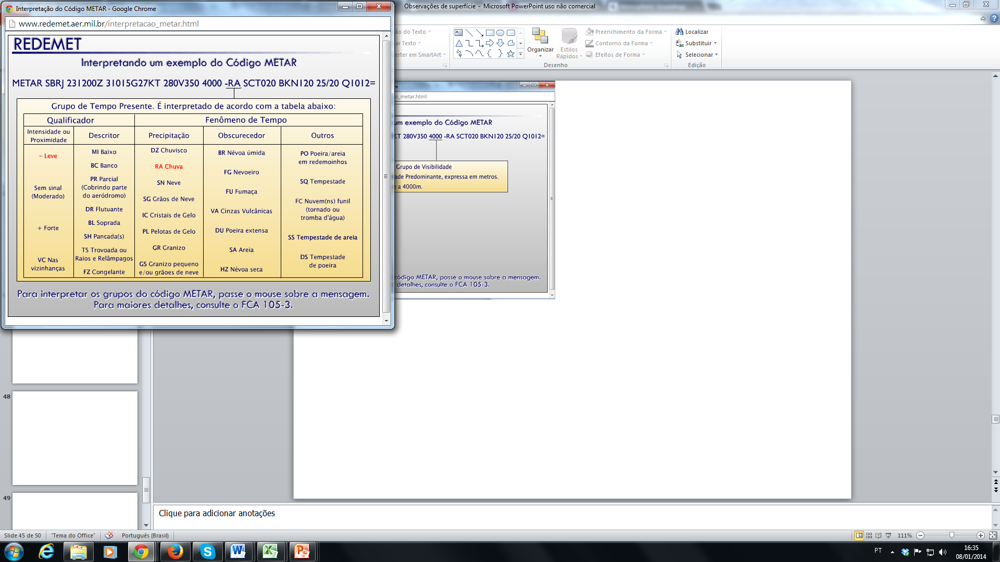 Interpretação do Código METAR - Google Chrome
www.redemet.aer.mil.br/interpretacao_metar.html
REDEMET
Interpretando um exemplo do Código METAR
METAR SBRJ 231200Z 31015G27KT 280V350 4000 -RA SCT020 BKN120 25/20 Q1012=
Grupo de Tempo Presente. É interpretado de acordo com a tabela abaixo:
Qualificador
Fenômeno de Tempo
Intensidade ou
Proximidade
Descritor
Precipitação
Obscurecedor
Outros
- Leve
Sem sinal
(Moderado)
+ Forte
VC Nas
vizinhanças
MI Baixo
BC Banco
PR Parcial
(Cobrindo parte
do aeródromo)
DR Flutuante
BL Soprada
SH Pancada(s)
TS Trovoada ou
Raios e Relâmpagos
FZ Congelante
DZ Chuvisco
RA Chuva
SN Neve
SG Grãos de Neve
IC Cristais de Gelo
PL Pelotas de Gelo
GR Granizo
GS Granizo pequeno
e/ou grãoes de neve
BR Névoa úmida
FG Nevoeiro
FU Fumaça
VA Cinzas Vulcânicas
DU Poeira extensa
SA Areia
HZ Névoa seca
PO Poeira/areia
em redemoinhos
SQ Tempestade
FC Nuvem(ns) funil
(tornado ou
tromba d'água)
SS Tempestade de areia
DS Tempestade
de poeira
Para interpretar os grupos do código METAR, passe o mouse sobre a mensagem.
Para maiores detalhes, consulte o FCA 105-3.
Observações de superfície - Microsoft PowerPoint uso não comercial
ão do Texto
ar Texto
erter em SmartArt
Organizar
Estilos
Rápidos
Preenchimento da Forma
Contorno da Forma
Efeitos de Forma
Desenho
Localizar
Substituir
Selecionar
Edição
o_metar.html
um exemplo do Código METAR
KT 280V350 4000 -RA SCT020 BKN120 25/20 Q1012=
Grupo de Visibilidade
ade Predominante, expressa em metros.
e a 4000m.
código METAR, passe o mouse sobre a mensagem.
detalhes, consulte o FCA 105-3.
48
49
Clique para adicionar anotações
Slide 45 de 50
"Tema do Office"
Português (Brasil)
111%
PT
16:35
08/01/2014